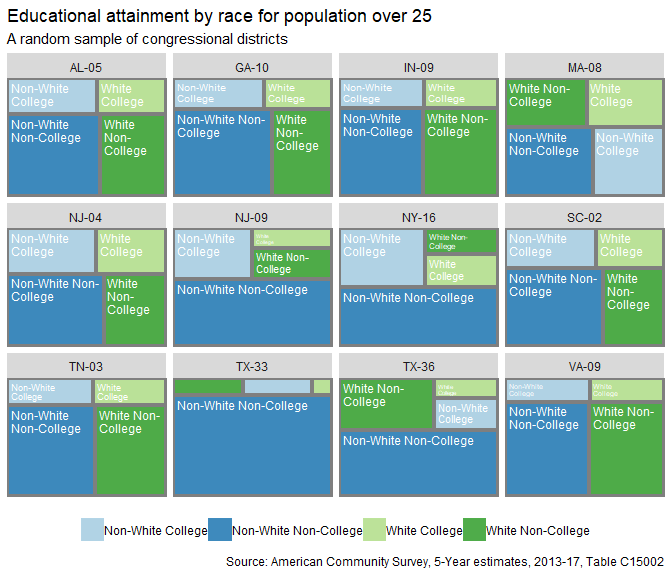 Educational attainment by race for population over 25
A random sample of congressional districts
AL-05
GA-10
IN-09
MA-08
Non-White
College
White
College
Non-White Non-College
White
Non-
College
Non-White
College
White
College
Non-White
Non-College
White
Non-
College
Non-White
College
White
College
Non-White
Non-College
White Non-
College
White Non-
College
White
College
Non-White
Non-College
Non-White
College
NJ-04
NJ-09
NY-16
SC-02
Non-White
College
White
College
Non-White Non-
College
White
Non-
College
Non-White
College
White
College
White Non-
College
Non-White Non-College
Non-White
College
White Non-
College
White
College
Non-White Non-College
Non-White
College
White
College
Non-White
Non-College
White
Non-
College
TN-03
TX-33
TX-36
VA-09
Non-White
College
White
College
Non-White
Non-College
White Non-
College
Non-White Non-College
White Non-
College
White
College
Non-White
College
Non-White Non-College
Non-White
College
White
College
Non-White
Non-College
White Non-
College
Non-White College Non-White Non-College White College White Non-College
Source: American Community Survey, 5-Year estimates, 2013-17, Table C15002